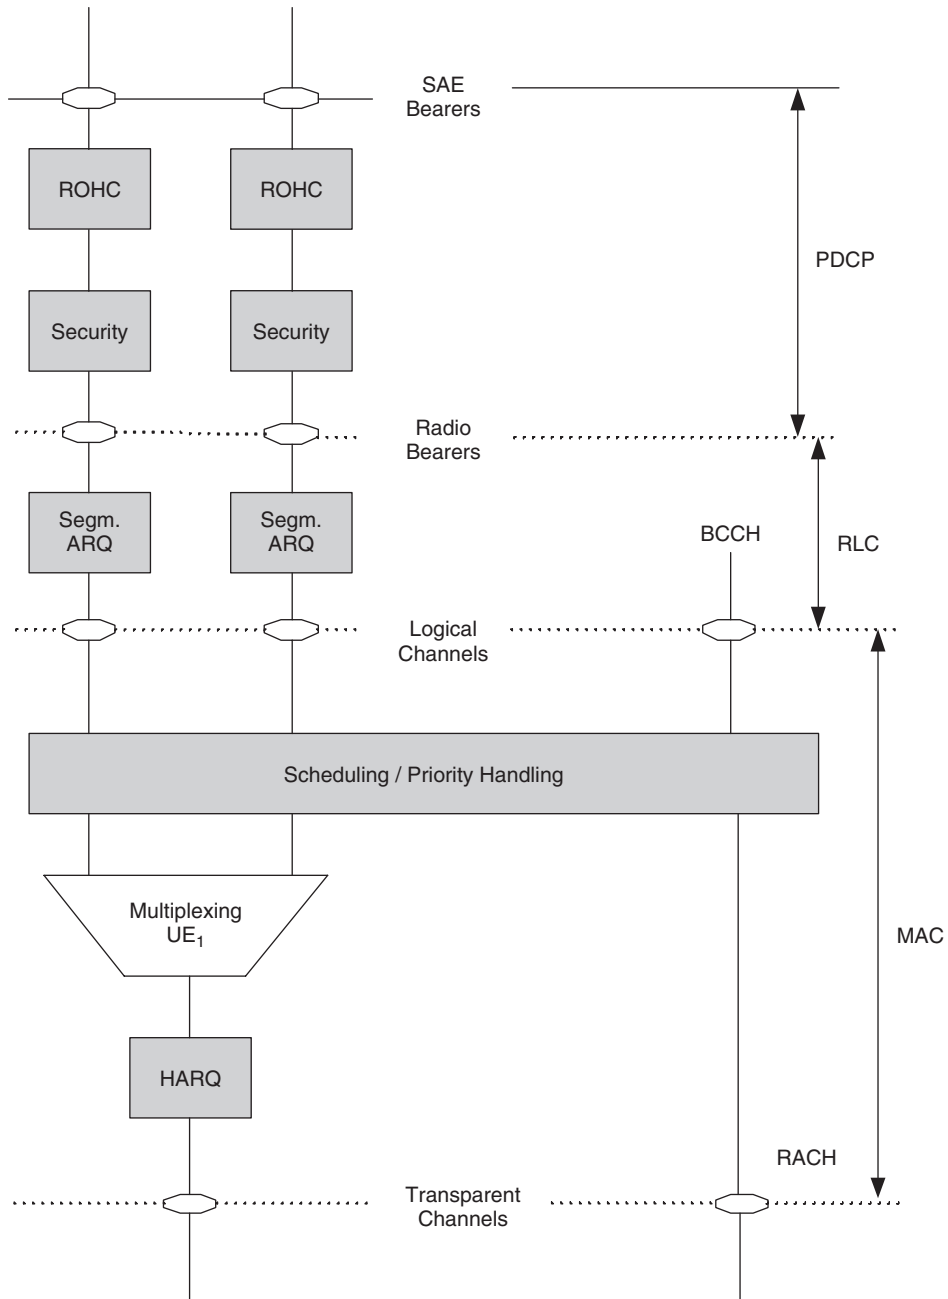 SAE
Bearers
ROHC
ROHC
PDCP
Security
Security
Radio
Bearers
Segm.
ARQ
Segm.
ARQ
BCCH
RLC
Logical
Channels
Scheduling / Priority Handling
Multiplexing
UE1
MAC
HARQ
RACH
Transparent
Channels